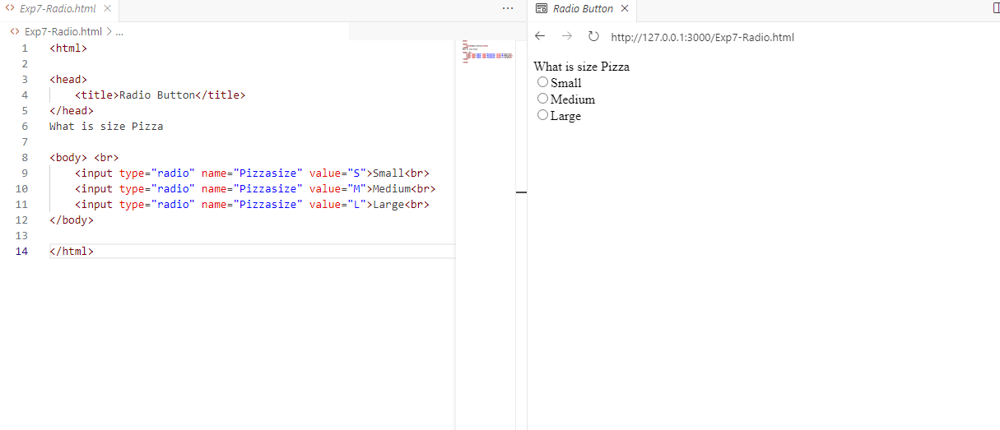 Exp7-Radio.html
Exp7-Radio.html > ...
1 <html>
2
3 <head>
4     <title>Radio Button</title>
5 </head>
6 What is size Pizza
7
8 <body> <br>
9     <input type="radio" name="Pizzasize" value="S">Small<br>
10     <input type="radio" name="Pizzasize" value="M">Medium<br>
11     <input type="radio" name="Pizzasize" value="L">Large<br>
12 </body>
13
14 </html>
Radio Button
http://127.0.0.1:3000/Exp7-Radio.html
What is size Pizza
Small
Medium
Large